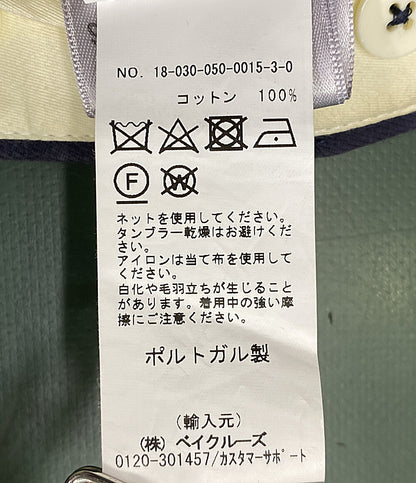 NO. 18-030-050-0015-3-0
コットン 100%
F
W
ネットを使用してください。
タンブラー乾燥はお避けくださ
い。
アイロンは当て布を使用して
ください。
白化や毛羽立ちが生じること
があります。着用中の強い摩
擦にご注意ください。
ポルトガル製
(輸入元)
(株) ベイクルーズ
0120-301457/カスタマーサポート